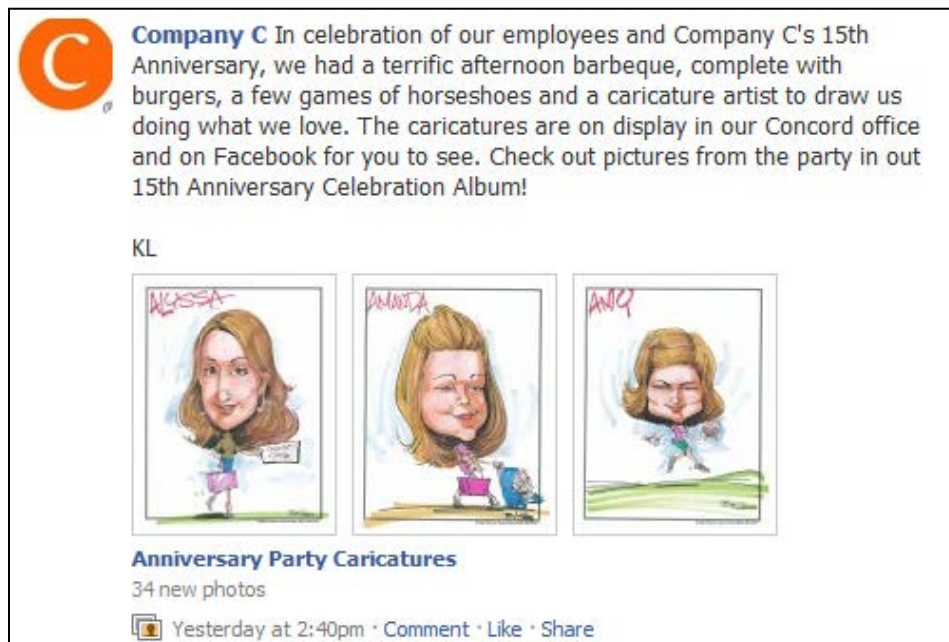 C
Company C In celebration of our employees and Company C's 15th
Anniversary, we had a terrific afternoon barbeque, complete with
burgers, a few games of horseshoes and a caricature artist to draw us
doing what we love. The caricatures are on display in our Concord office
and on Facebook for you to see. Check out pictures from the party in out
15th Anniversary Celebration Album!
KL
ALYSSA
AMANDA
AMY
Anniversary Party Caricatures
34 new photos
Yesterday at 2:40pm · Comment · Like · Share